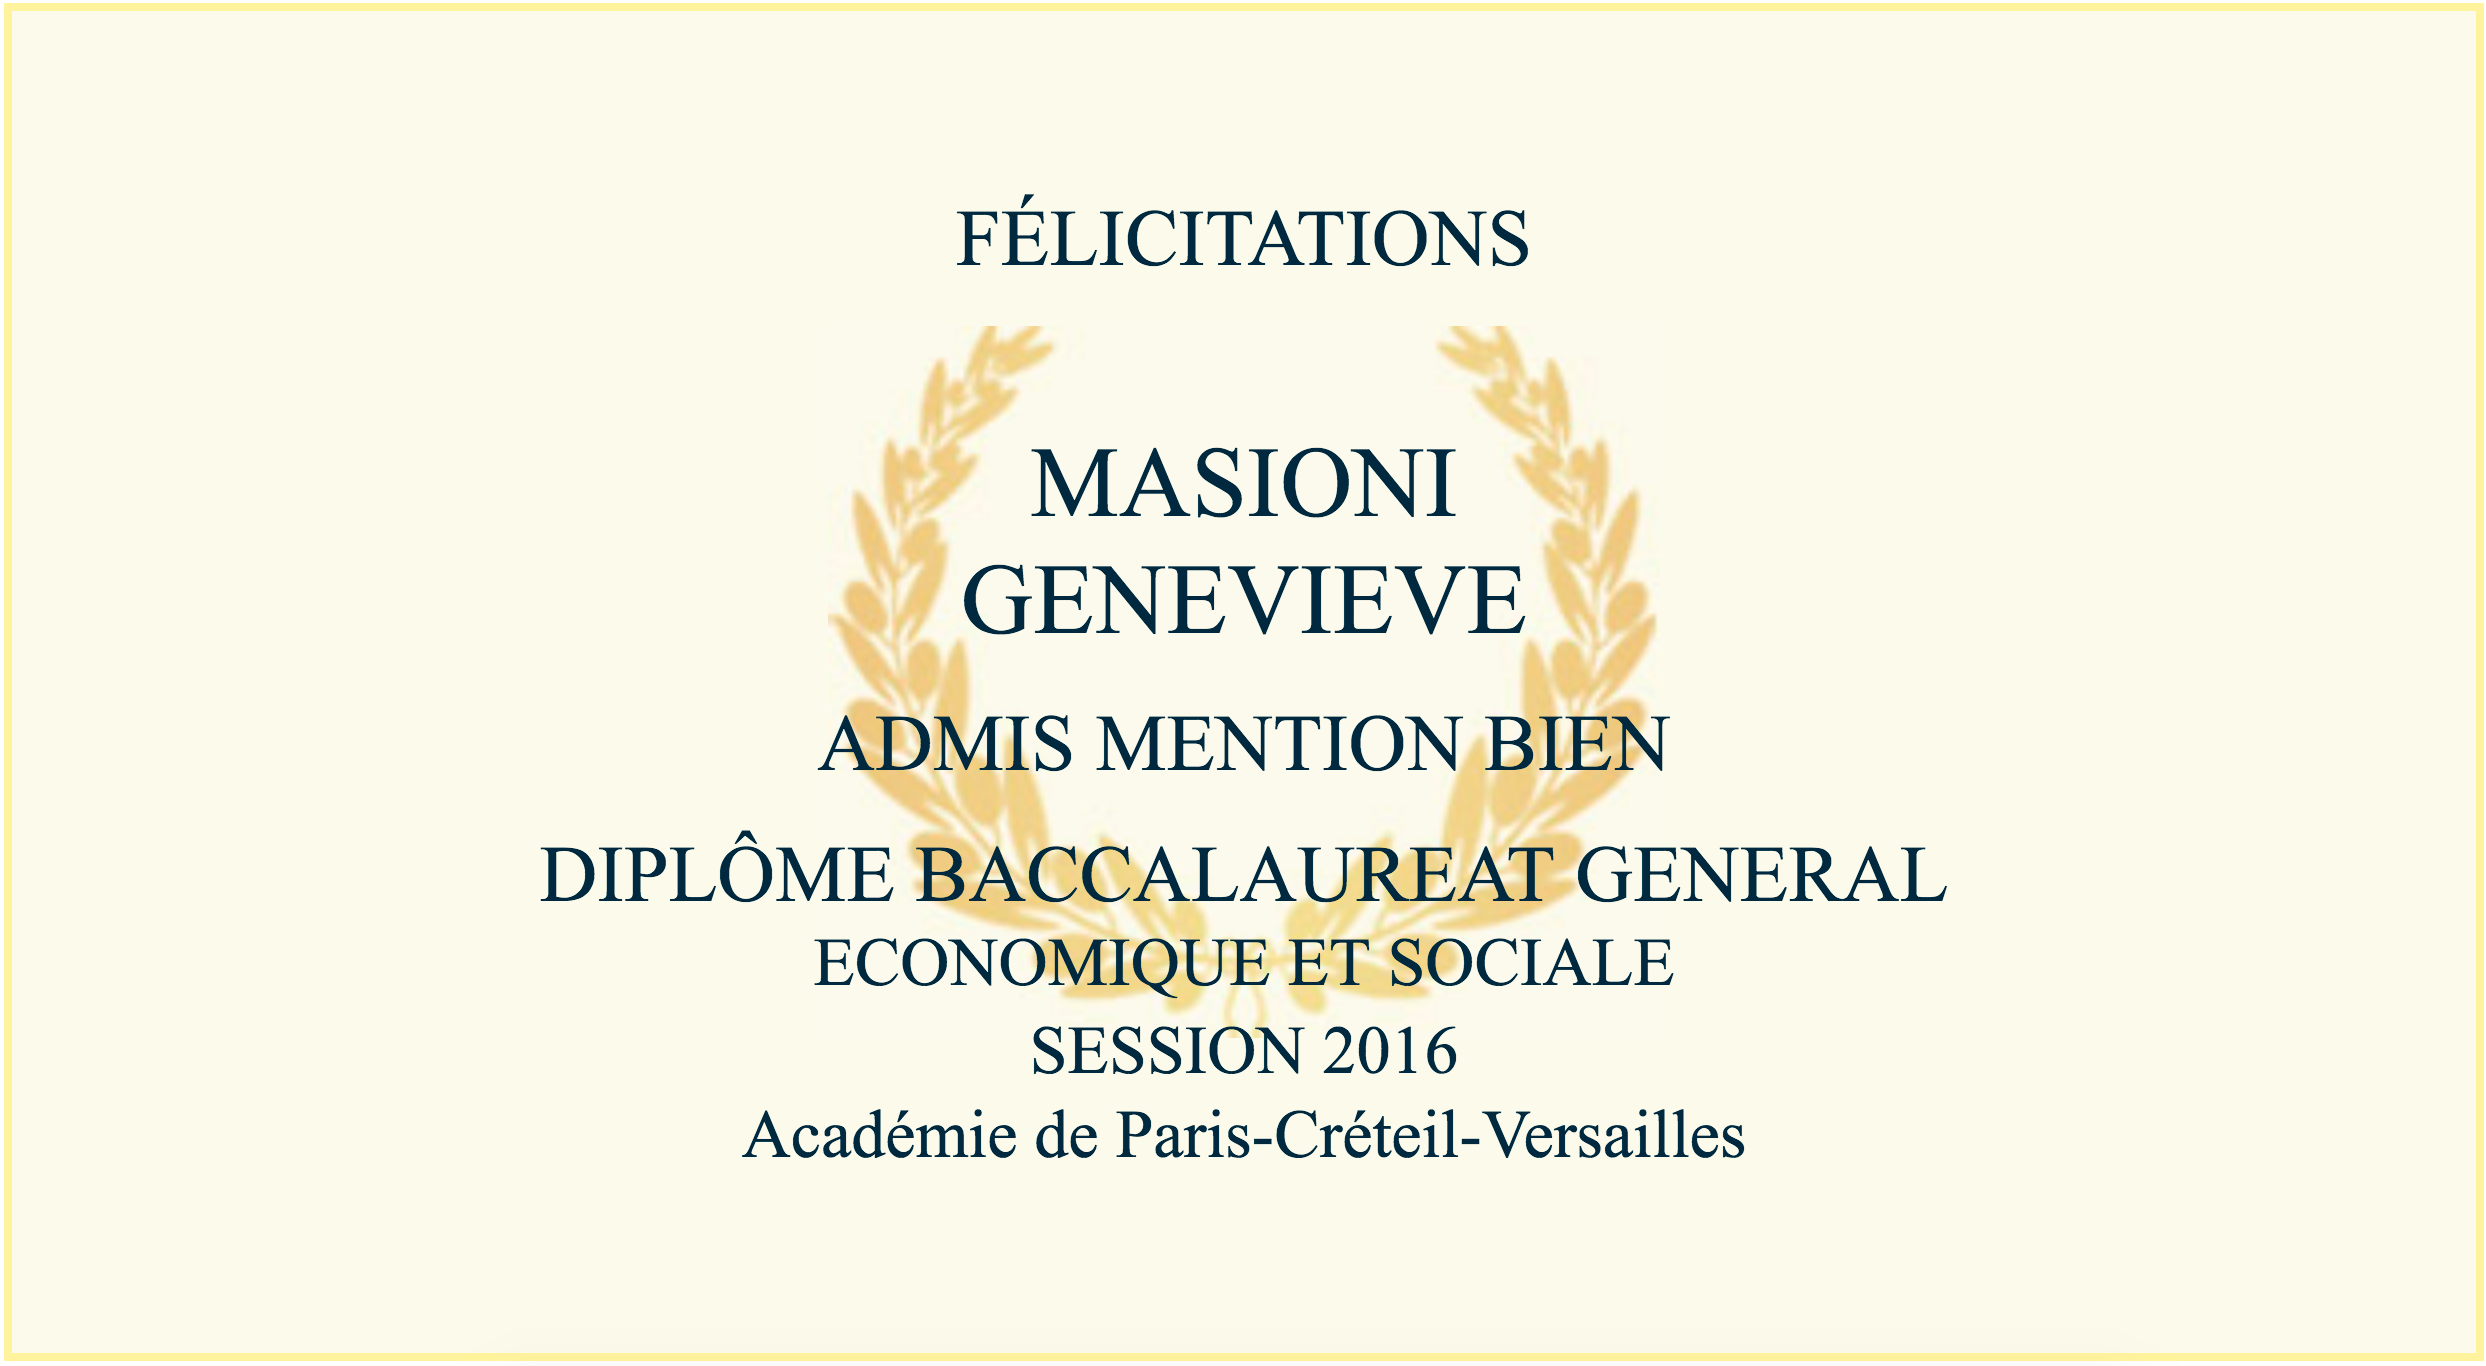 FÉLICITATIONS
MASIONI
GENEVIEVE
ADMIS MENTION BIEN
DIPLÔME BACCALAUREAT GENERAL
ECONOMIQUE ET SOCIALE
SESSION 2016
Académie de Paris-Créteil-Versailles